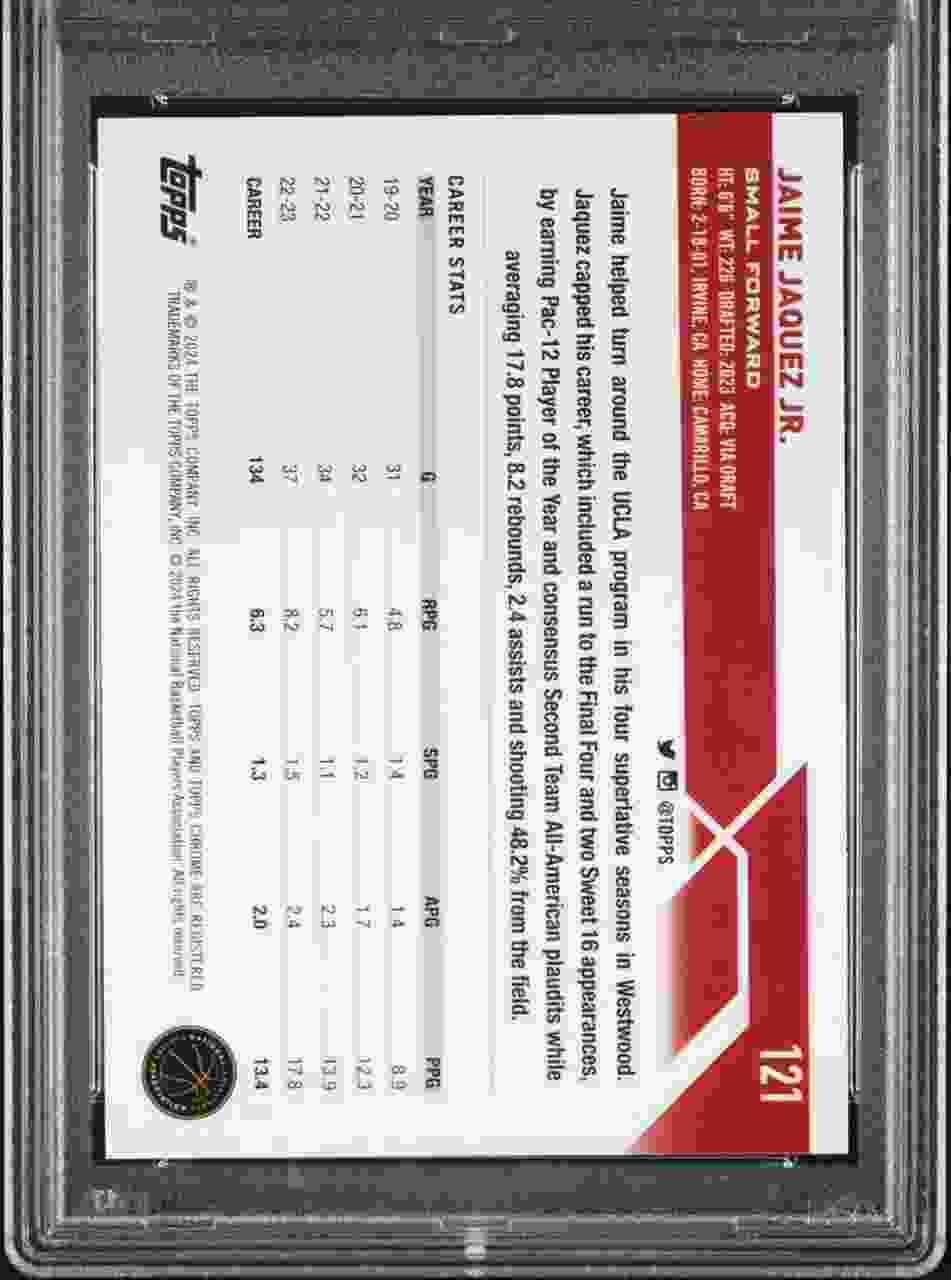 JAIME JAQUEZ JR.
121
SMALL FORWARD
HT: 6'6" WT: 226 DRAFTED: 2023 ACQ: VIA DRAFT
BORN: 2-18-01, IRVINE, CA HOME: CAMARILLO, CA
@TOPPS
Jaime helped turn around the UCLA program in his four superlative seasons in Westwood.
Jaquez capped his career, which included a run to the Final Four and two Sweet 16 appearances,
by earning Pac-12 Player of the Year and consensus Second Team All-American plaudits while
averaging 17.8 points, 8.2 rebounds, 2.4 assists and shooting 48.2% from the field.
CAREER STATS
YEAR G RPG SPG APG PPG
19-20 31 4.8 1.4 1.4 8.9
20-21 32 6.1 1.2 1.7 12.3
21-22 34 5.7 1.1 2.3 13.9
22-23 37 8.2 1.5 2.4 17.8
CAREER 134 6.3 1.3 2.0 13.4
topps
® & © 2024 THE TOPPS COMPANY, INC. ALL RIGHTS RESERVED. TOPPS AND TOPPS CHROME ARE REGISTERED
TRADEMARKS OF THE TOPPS COMPANY, INC. © 2024 the National Basketball Players Association. All rights reserved.